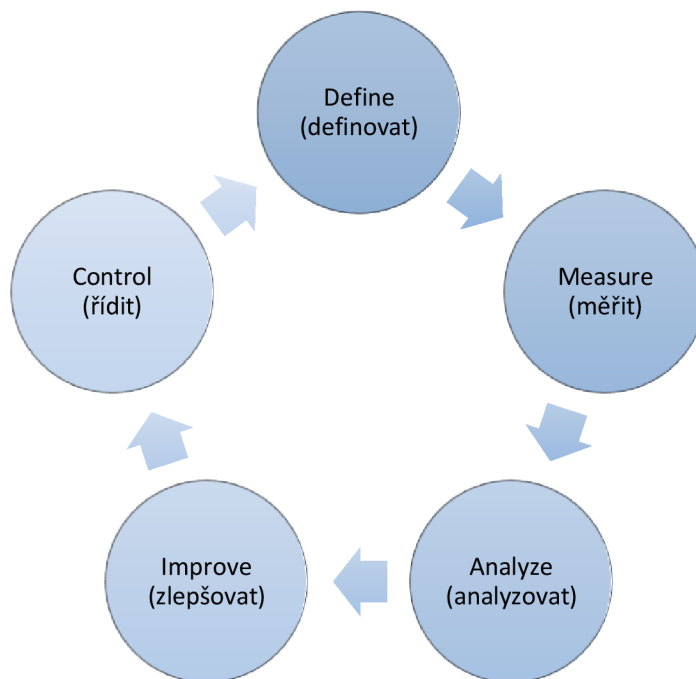 Define
(definovat)
Measure
(měřit)
Analyze
(analyzovat)
Improve
(zlepšovat)
Control
(řídit)